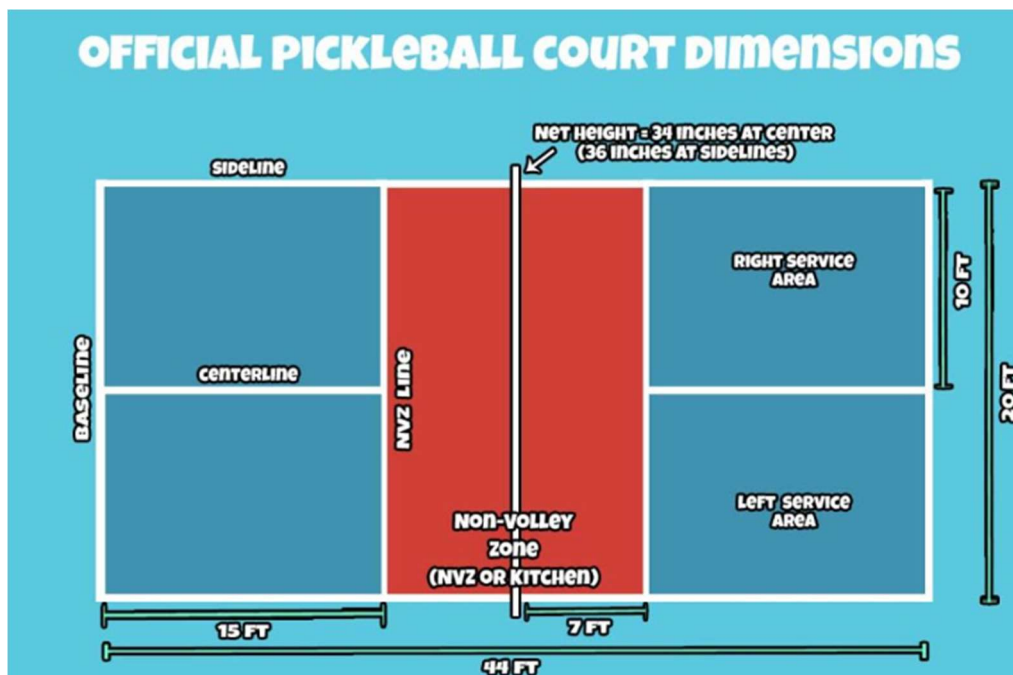 OFFICIAL PICKLEBALL COURT DIMENSIONS
NET HEIGHT = 34 INCHES AT CENTER
(36 INCHES AT SIDELINES)
SIDELINE
RIGHT SERVICE
AREA
10 FT
20 FT
BASELINE
CENTERLINE
NVZ LINE
LEFT SERVICE
AREA
NON-VOLLEY
ZONE
(NVZ OR KITCHEN)
15 FT
7 FT
44 FT